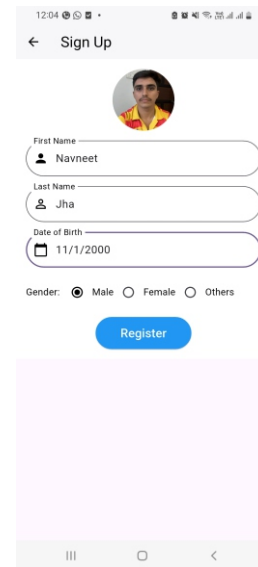 12:04
Sign Up
First Name
Navneet
Last Name
Jha
Date of Birth
11/1/2000
Gender: Male Female Others
Register